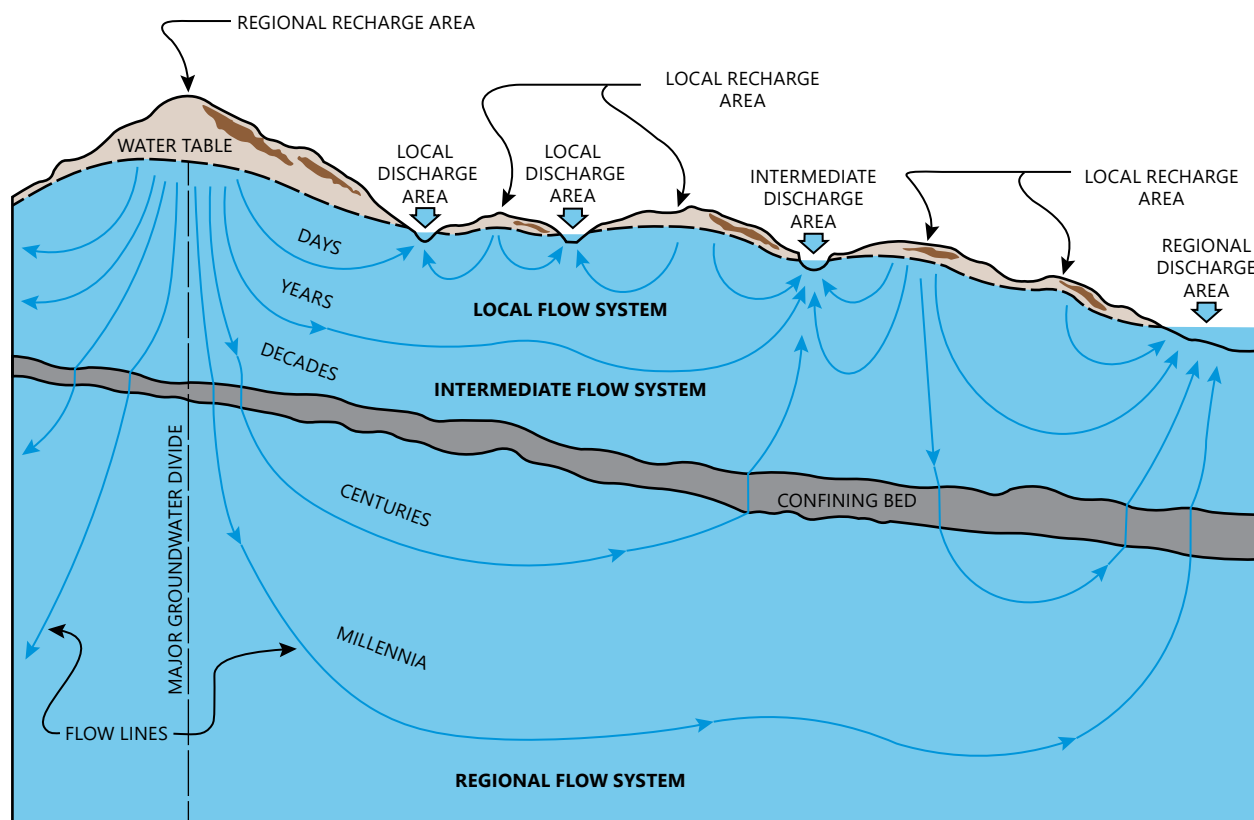 REGIONAL RECHARGE AREA
LOCAL RECHARGE
AREA
WATER TABLE
LOCAL
DISCHARGE
AREA
LOCAL
DISCHARGE
AREA
INTERMEDIATE
DISCHARGE
AREA
LOCAL RECHARGE
AREA
REGIONAL
DISCHARGE
AREA
DAYS
YEARS
LOCAL FLOW SYSTEM
DECADES
INTERMEDIATE FLOW SYSTEM
CENTURIES
CONFINING BED
MAJOR GROUNDWATER DIVIDE
MILLENNIA
FLOW LINES
REGIONAL FLOW SYSTEM